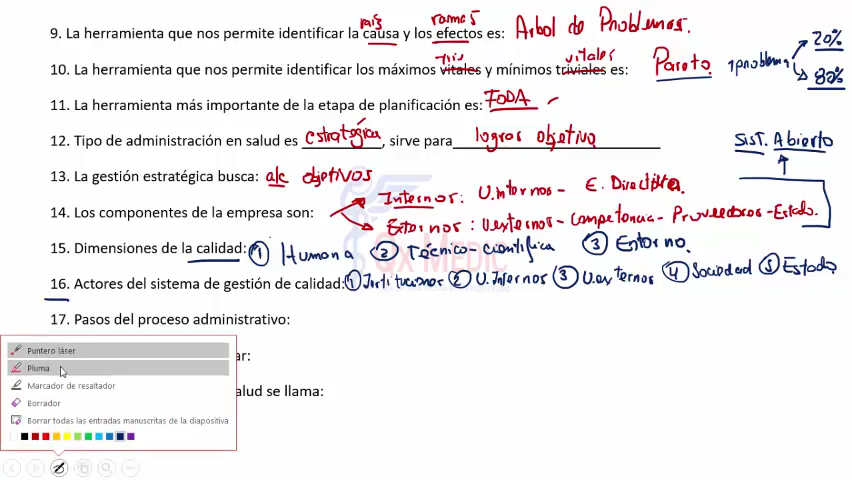 raiz ramas
9. La herramienta que nos permite identificar la causa y los efectos es: Arbol de Problemas.
triv vitales 20%
10. La herramienta que nos permite identificar los máximos vitales y mínimos triviales es: Pareto problema 80%
11. La herramienta más importante de la etapa de planificación es: FODA
12. Tipo de administración en salud es estratégica, sirve para logros objetivo
SisT. Abierto
13. La gestión estratégica busca: alc objetivos
Internos: U.internos - E. Directiva.
14. Los componentes de la empresa son:
Externos: U.externos - Competencia - Proveedores - Estado.
15. Dimensiones de la calidad: ① Humana ② Técnico-científica ③ Entorno.
QX MEDIC
16. Actores del sistema de gestión de calidad: ① Instituciones ② U.Internos ③ U.externos ④ Sociedad ⑤ Estado
17. Pasos del proceso administrativo:
Puntero láser
ar:
Pluma
Marcador de resaltador
alud se llama:
Borrador
Borrar todas las entradas manuscritas de la diapositiva